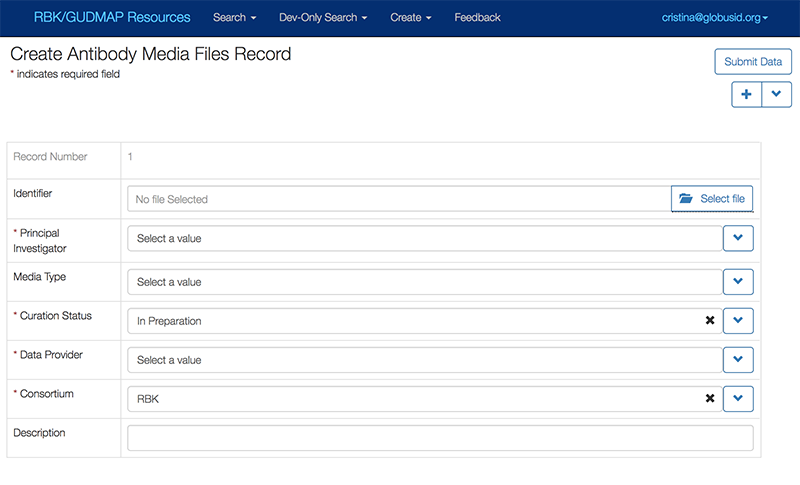 RBK/GUDMAP Resources Search Dev-Only Search Create Feedback cristina@globusid.org
Create Antibody Media Files Record
* indicates required field
Submit Data
Record Number 1
Identifier No file Selected Select file
* Principal
Investigator
Select a value
Media Type Select a value
* Curation Status In Preparation
* Data Provider Select a value
* Consortium RBK
Description